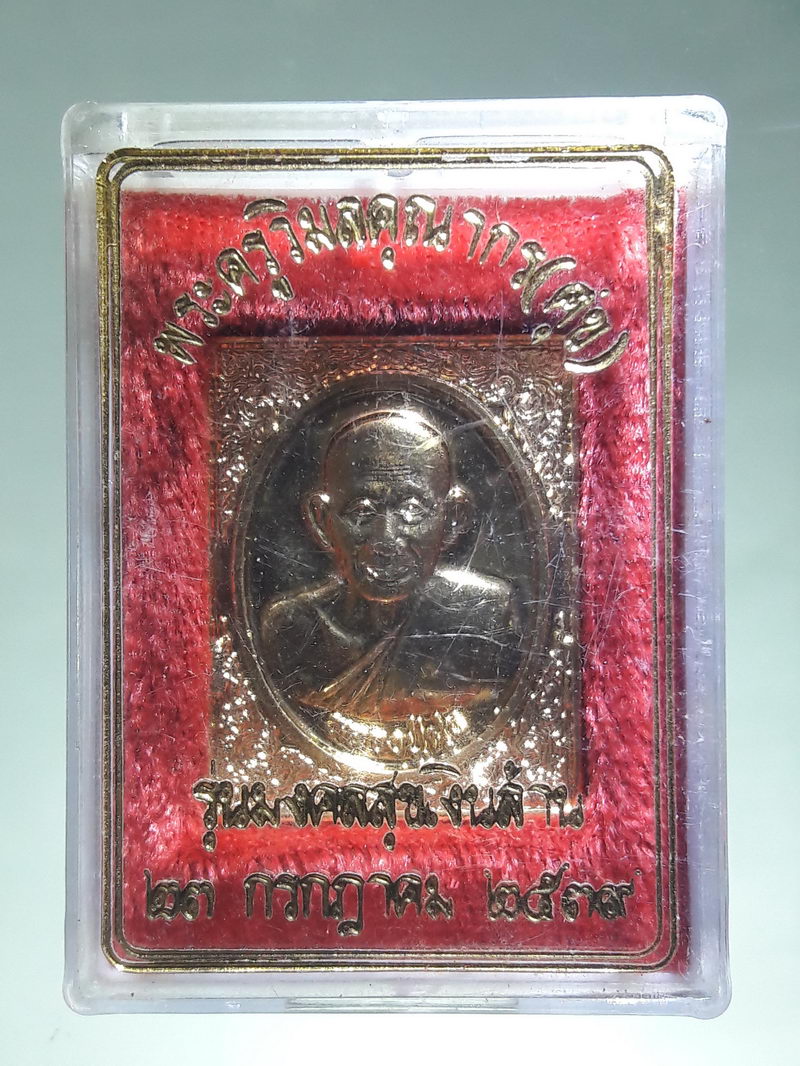 พระครูวิมลคุณากร(ศุข)
รุ่นมงคลสุขเงินล้าน
๒๓ กรกฎาคม ๒๕๓๙